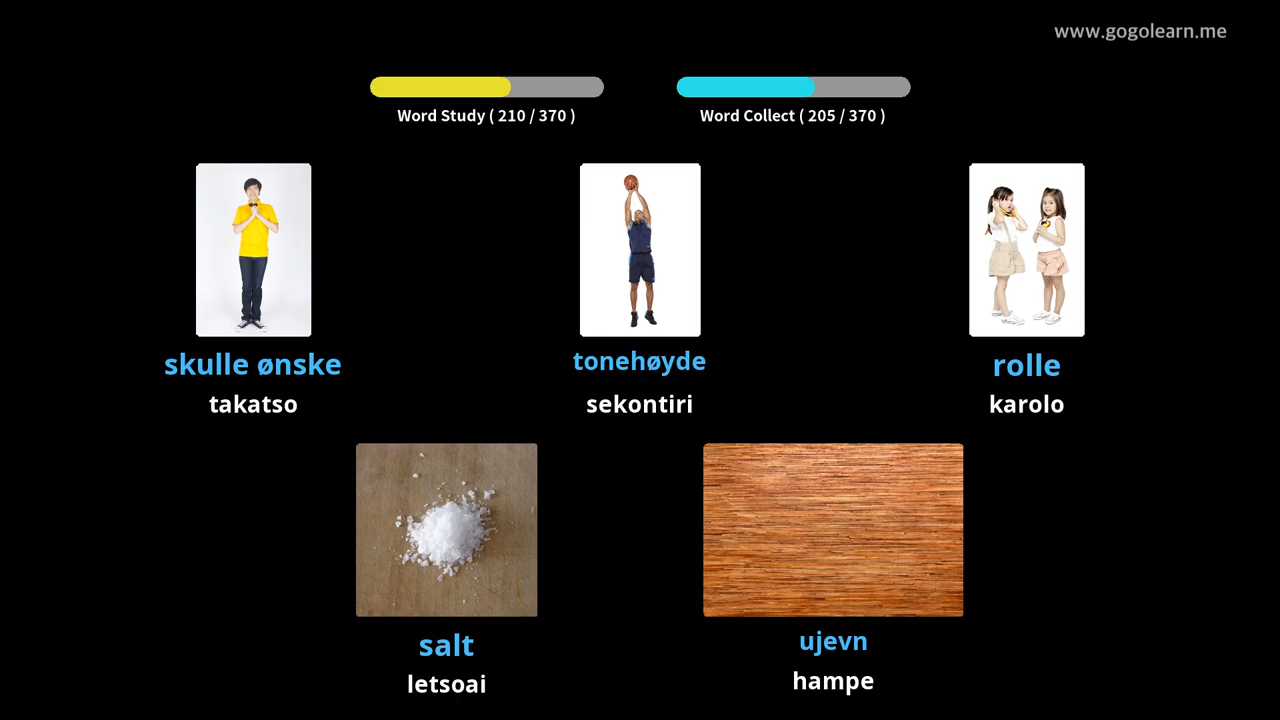 www.gogolearn.me
Word Study ( 210 / 370 )
Word Collect ( 205 / 370 )
skulle ønske
takatso
tonehøyde
sekontiri
rolle
karolo
salt
letsoai
ujevn
hampe